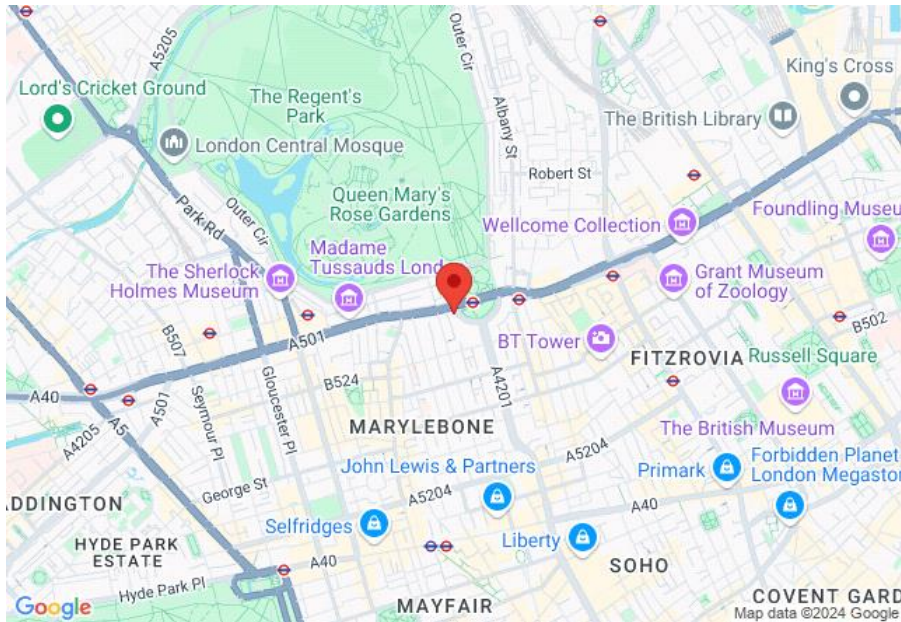 A5205
Outer Cir
Lord's Cricket Ground
The Regent's
Park
King's Cross
Albany St
The British Library
London Central Mosque
Robert St
Queen Mary's
Rose Gardens
Park Rd
Outer Cir
Wellcome Collection
Foundling Museu
Madame
Tussauds Lond
The Sherlock
Holmes Museum
Grant Museum
of Zoology
B507
A501
BT Tower
B502
FITZROVIA
Russell Square
A40
A501
Seymour Pl
Gloucester Pl
B524
A4201
A4205
A5
MARYLEBONE
The British Museum
John Lewis & Partners
A5204
Forbidden Planet
London Megastor
Primark
George St
A5204
A40
ADDINGTON
Selfridges
Liberty
HYDE PARK
ESTATE
A40
SOHO
Hyde Park Pl
MAYFAIR
COVENT GARD
Google
Map data ©2024 Google